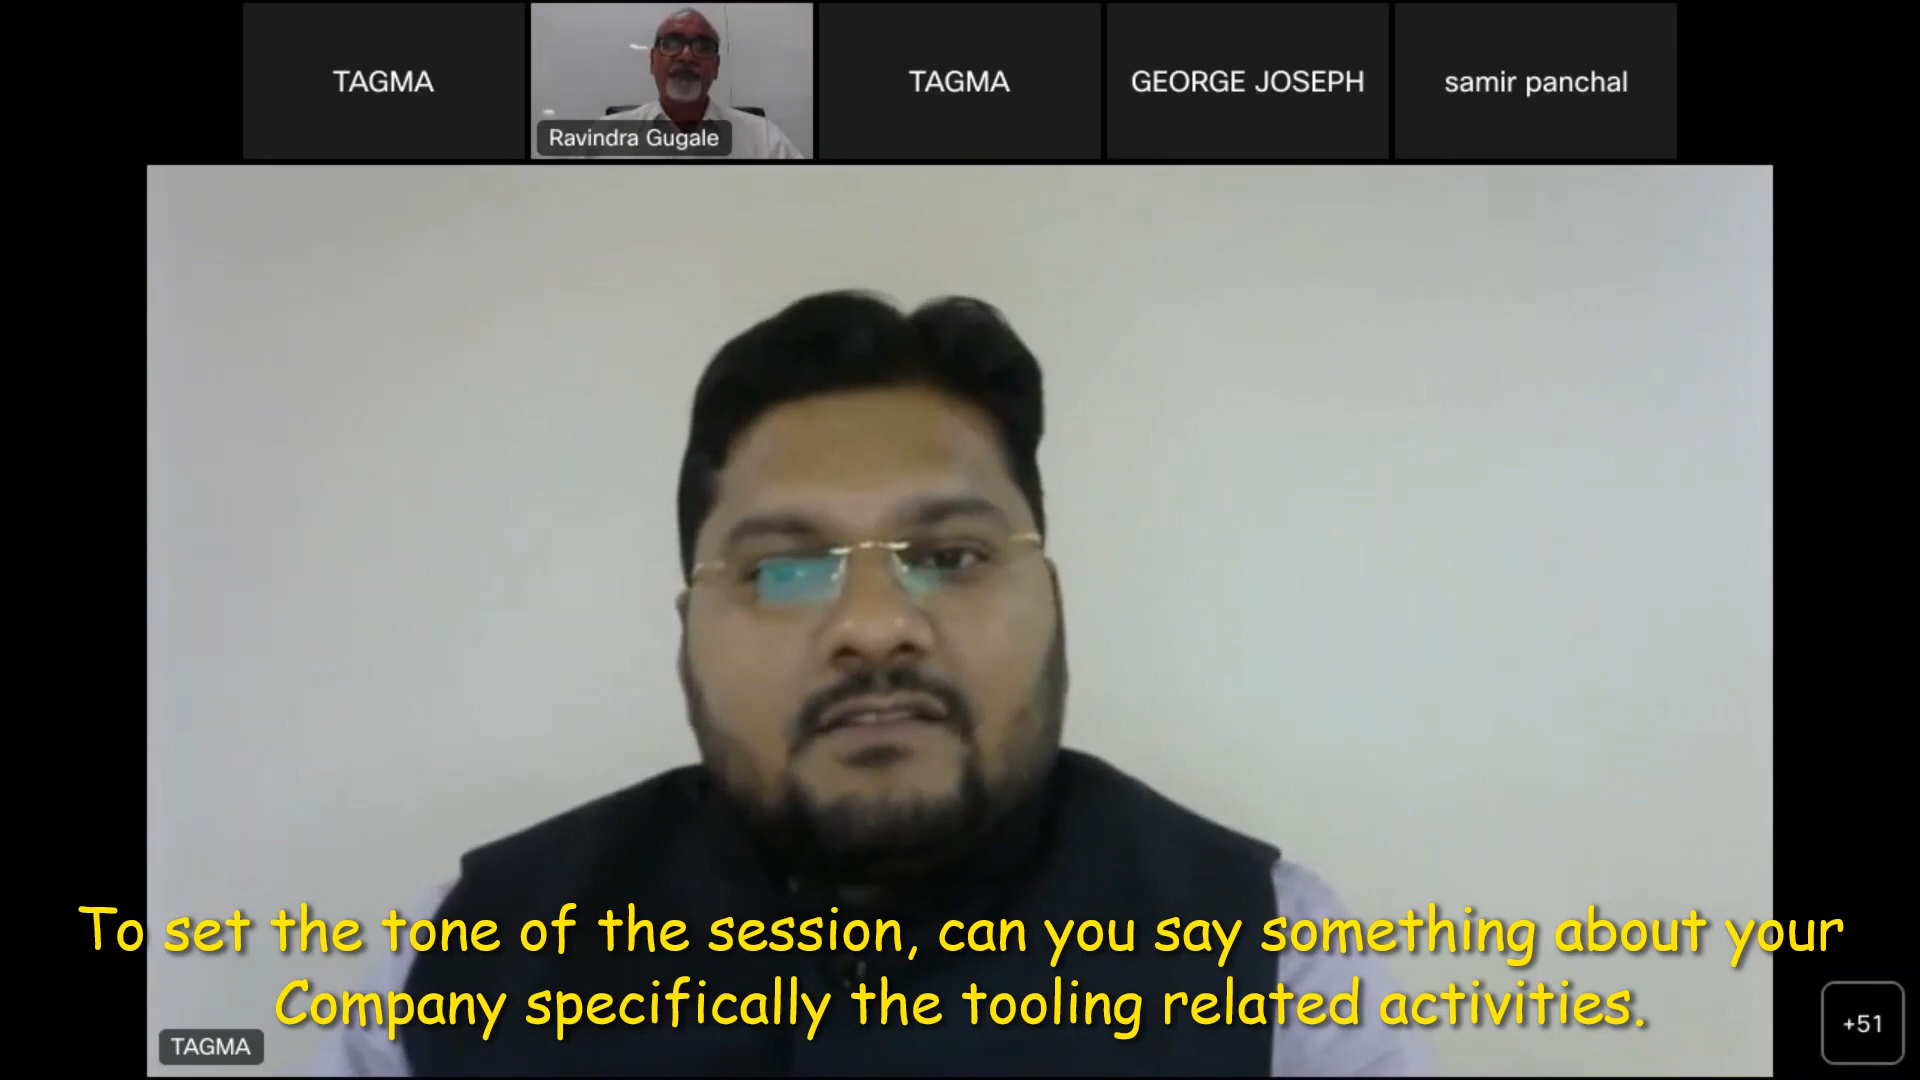 TAGMA
Ravindra Gugale
TAGMA
GEORGE JOSEPH
samir panchal
To set the tone of the session, can you say something about your
Company specifically the tooling related activities.
TAGMA
+51